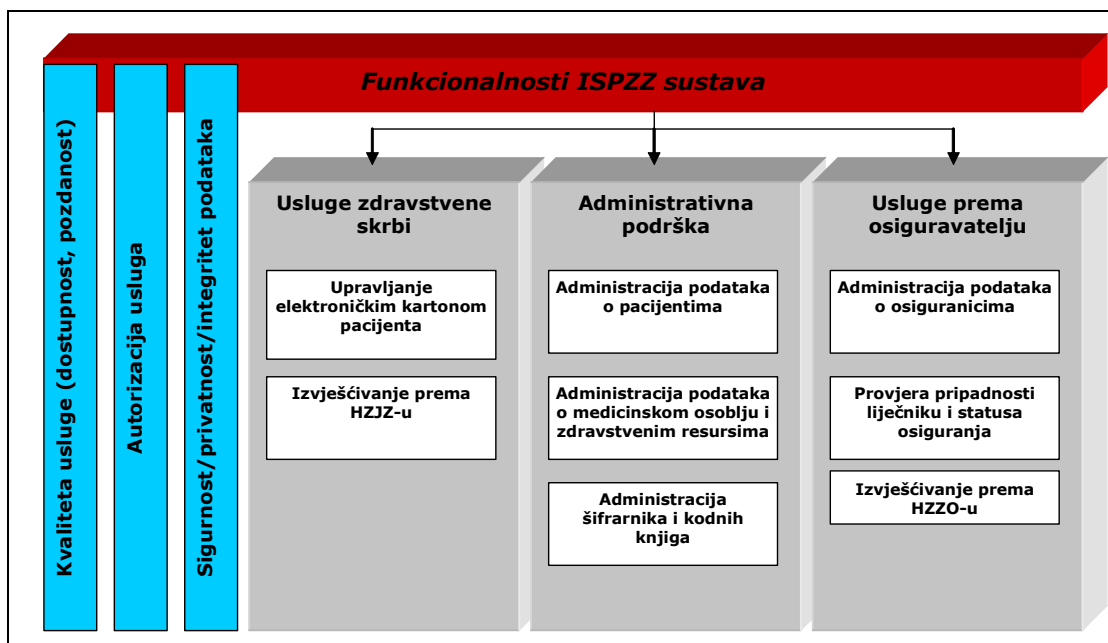 Funkcionalnosti ISPZZ sustava
Kvaliteta usluge (dostupnost, pozdanost)
Autorizacija usluga
Sigurnost/privatnost/integritet podataka
Usluge zdravstvene
skrbi
Upravljanje
elektroničkim kartonom
pacijenta
Izvješćivanje prema
HZJZ-u
Administrativna
podrška
Administracija podataka
o pacijentima
Administracija podataka
o medicinskom osoblju i
zdravstvenim resursima
Administracija
šifrarnika i kodnih
knjiga
Usluge prema
osiguravatelju
Administracija podataka
o osiguranicima
Provjera pripadnosti
liječniku i statusa
osiguranja
Izvješćivanje prema
HZZO-u